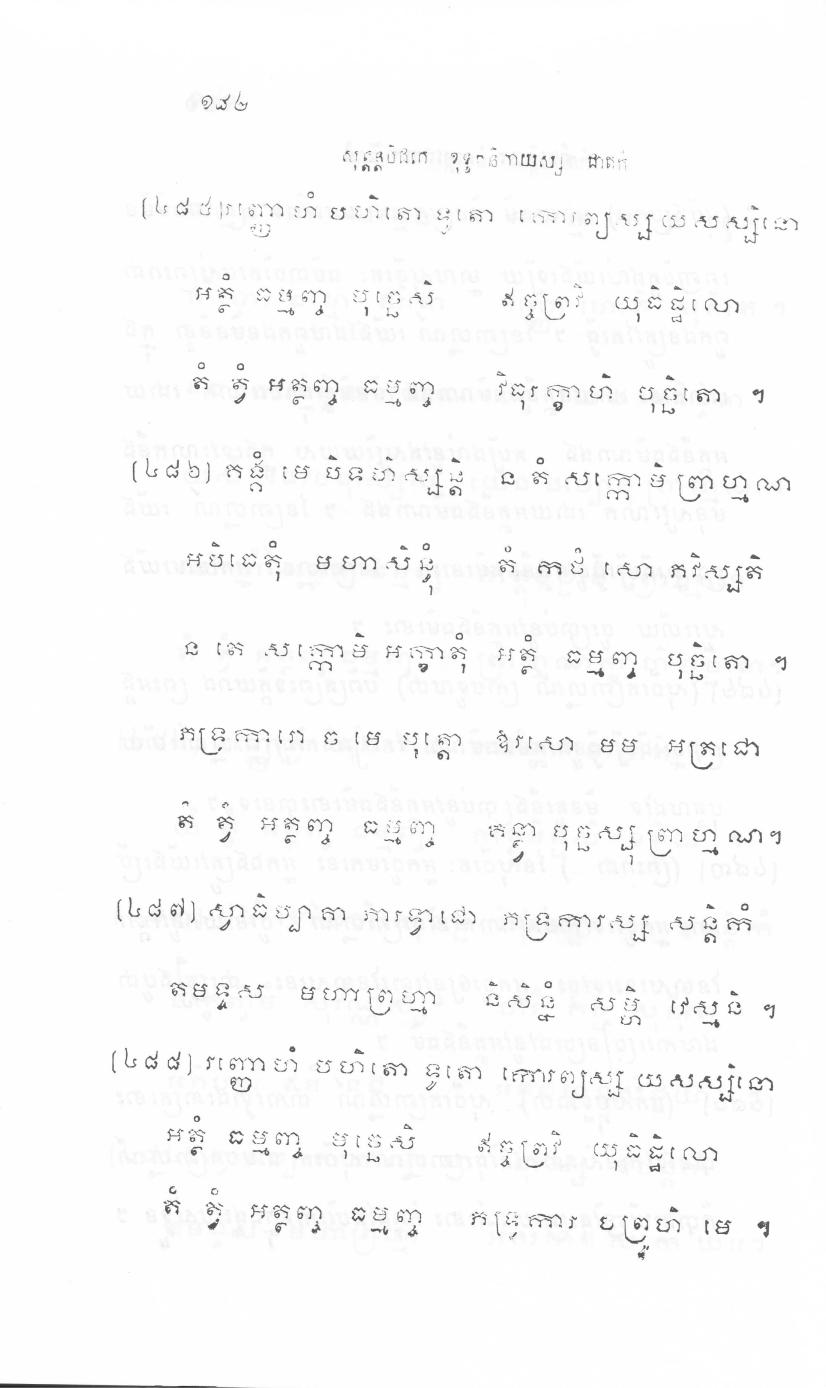 ១៨២
សុត្តន្តបិដកេ ខុទ្ទកនិកាយស្ស ជាតកំ
(៤៨៥) រញ្ញោហំ បហិតោ ទូតោ កោរព្យស្ស យសស្សិនោ
អត្ថំ ធម្មញ្ច បុច្ឆេសិ ឥច្ចព្រវិ យុធិដ្ឋិលោ
តំ ត្វំ អត្ថញ្ច ធម្មញ្ច វិធុរក្ខាហិ បុច្ឆិតោ ។
(៤៨៦) គង្គំ មេ បិទហិស្សន្តិ ន តំ សក្កោមិ ព្រាហ្មណ
អបិធេតុំ មហាសិន្ធុំ តំ កថំ សោ ភវិស្សតិ
ន តេ សក្កោមិ អក្ខាតុំ អត្ថំ ធម្មញ្ច បុច្ឆិតោ ។
ភទ្រការោ ច មេ បុត្តោ ឱរសោ មម អត្រជោ
តំ ត្វំ អត្ថញ្ច ធម្មញ្ច គន្ត្វា បុច្ឆស្សុ ព្រាហ្មណ។
(៤៨៧) ស្វាធិប្បាគា ភារទ្វាជោ ភទ្រការស្ស សន្តិកំ
តមទ្ទស មហាព្រហ្មា និសិន្នំ សម្ហិ វេស្មនិ ។
(៤៨៨) រញ្ញោហំ បហិតោ ទូតោ កោរព្យស្ស យសស្សិនោ
អត្ថំ ធម្មញ្ច បុច្ឆេសិ ឥច្ចព្រវិ យុធិដ្ឋិលោ
តំ ត្វំ អត្ថញ្ច ធម្មញ្ច ភទ្រការ បព្រូហិ មេ ។